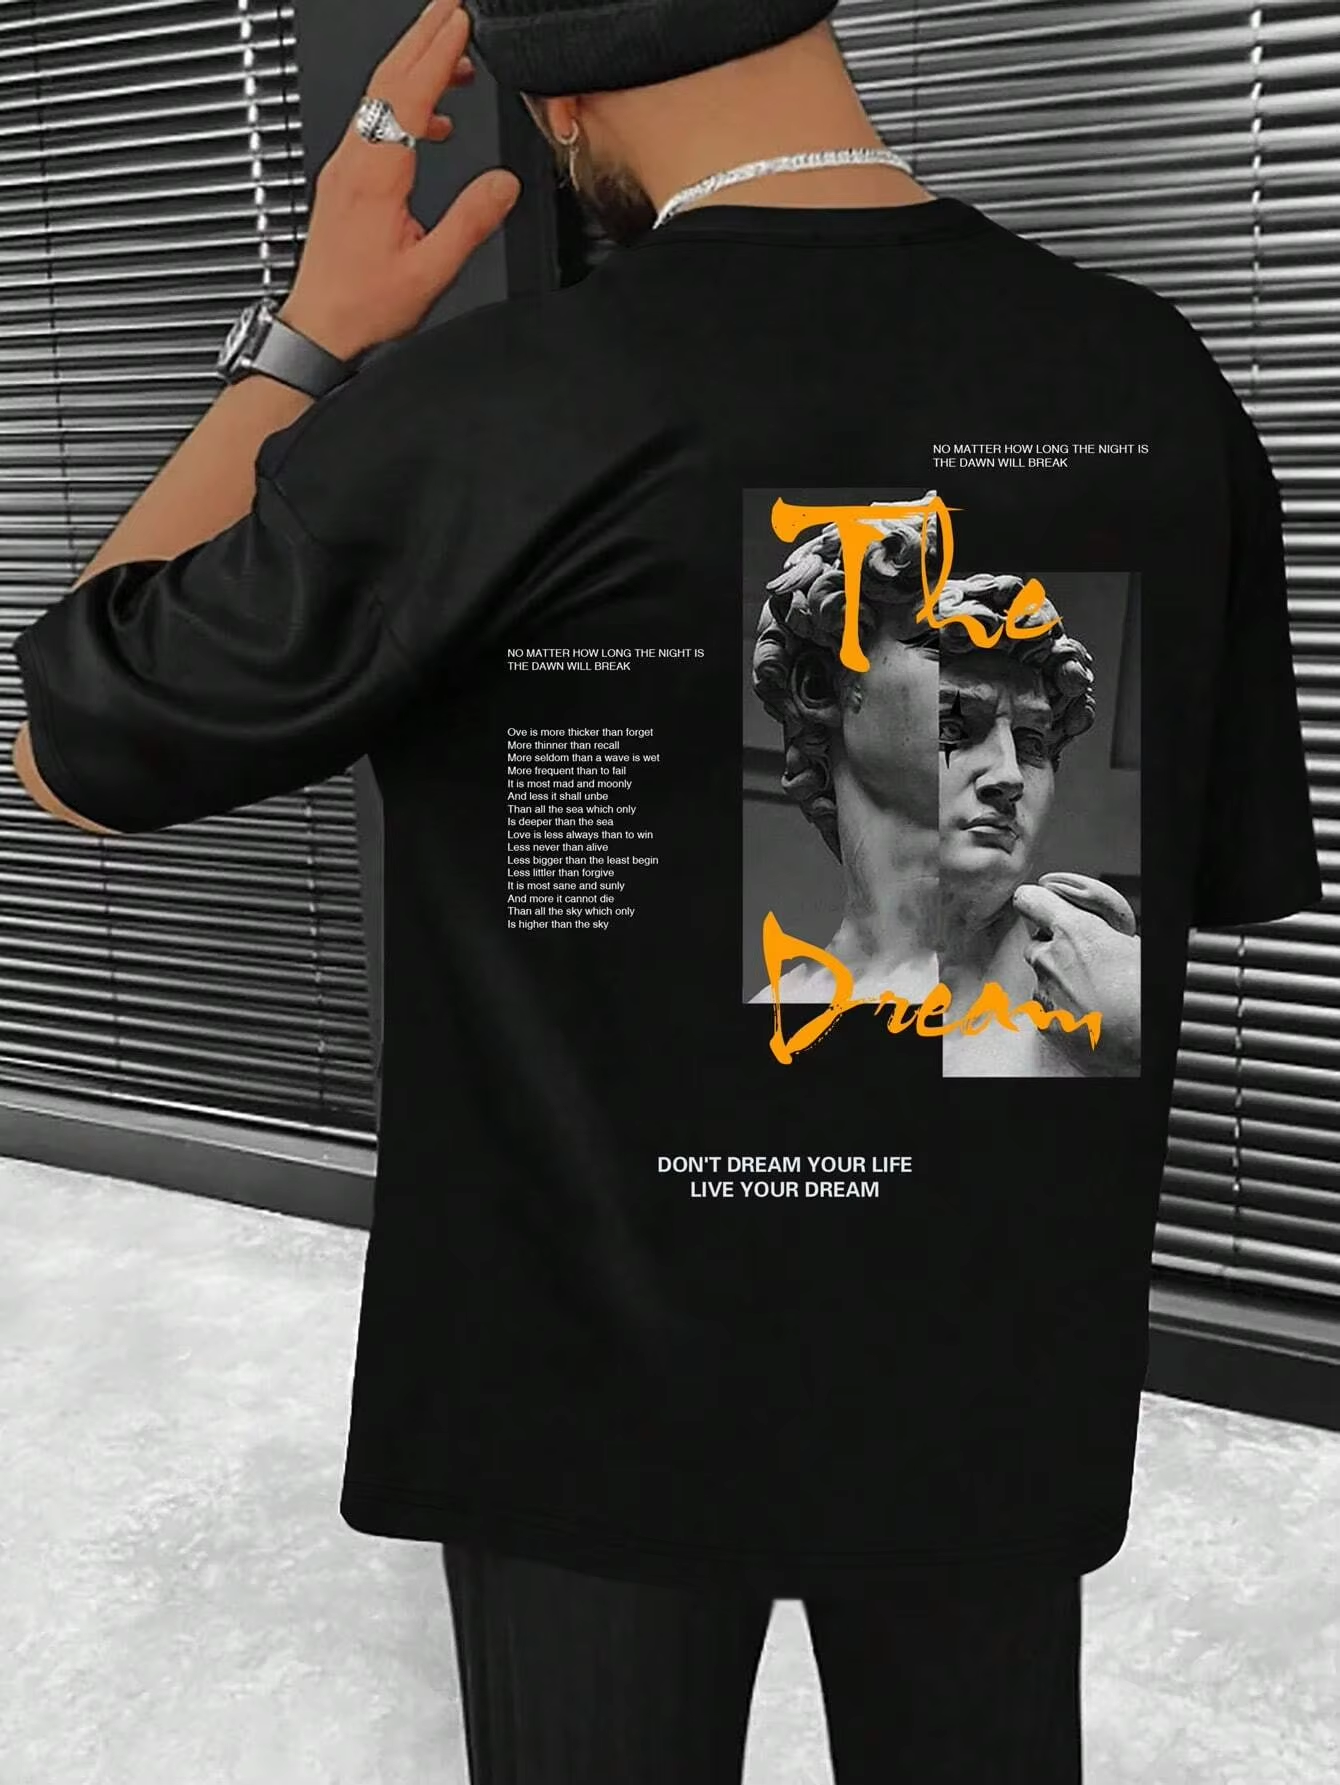 NO MATTER HOW LONG THE NIGHT IS
THE DAWN WILL BREAK
The
NO MATTER HOW LONG THE NIGHT IS
THE DAWN WILL BREAK
Ove is more thicker than forget
More thinner than recall
More seldom than a wave is wet
More frequent than to fail
It is most mad and moonly
And less it shall unbe
Than all the sea which only
Is deeper than the sea
Love is less always than to win
Less never than alive
Less bigger than the least begin
Less littler than forgive
It is most sane and sunly
And more it cannot die
Than all the sky which only
Is higher than the sky
Dream
DON'T DREAM YOUR LIFE
LIVE YOUR DREAM